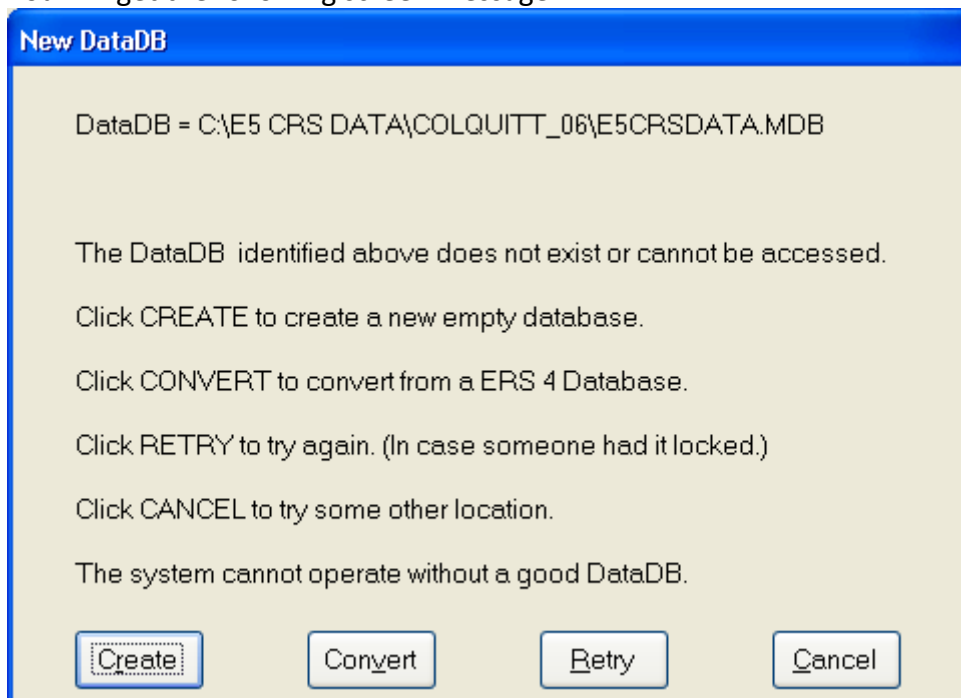 New DataDB
DataDB = C:\E5 CRS DATA\COLQUITT_06\E5CRSDATA.MDB
The DataDB  identified above does not exist or cannot be accessed.
Click CREATE to create a new empty database.
Click CONVERT to convert from a ERS 4 Database.
Click RETRY to try again. (In case someone had it locked.)
Click CANCEL to try some other location.
The system cannot operate without a good DataDB.
Create Convert Retry Cancel